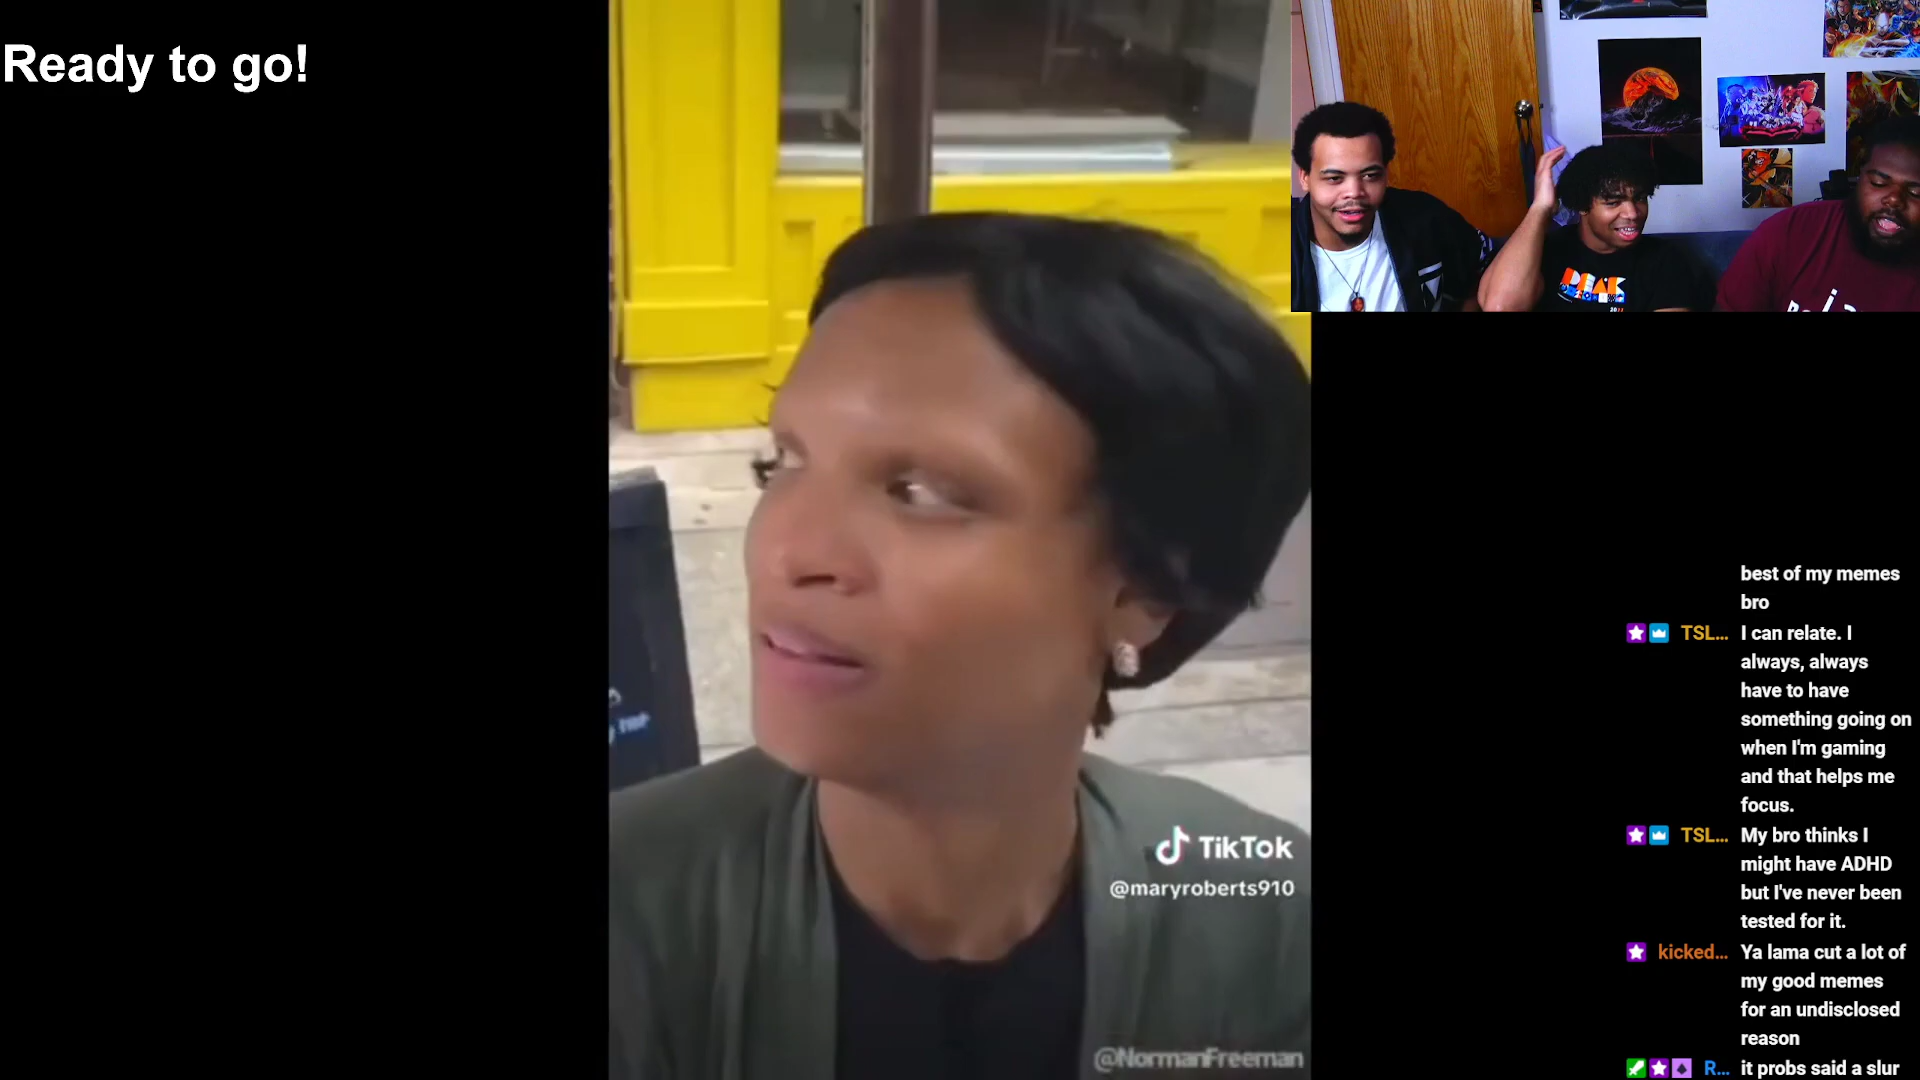 Ready to go!
TikTok
@maryroberts910
@NormanFreeman
best of my memes
bro
TSL... I can relate. I
always, always
have to have
something going on
when I'm gaming
and that helps me
focus.
TSL... My bro thinks I
might have ADHD
but I've never been
tested for it.
kicked... Ya lama cut a lot of
my good memes
for an undisclosed
reason
R... it probs said a slur